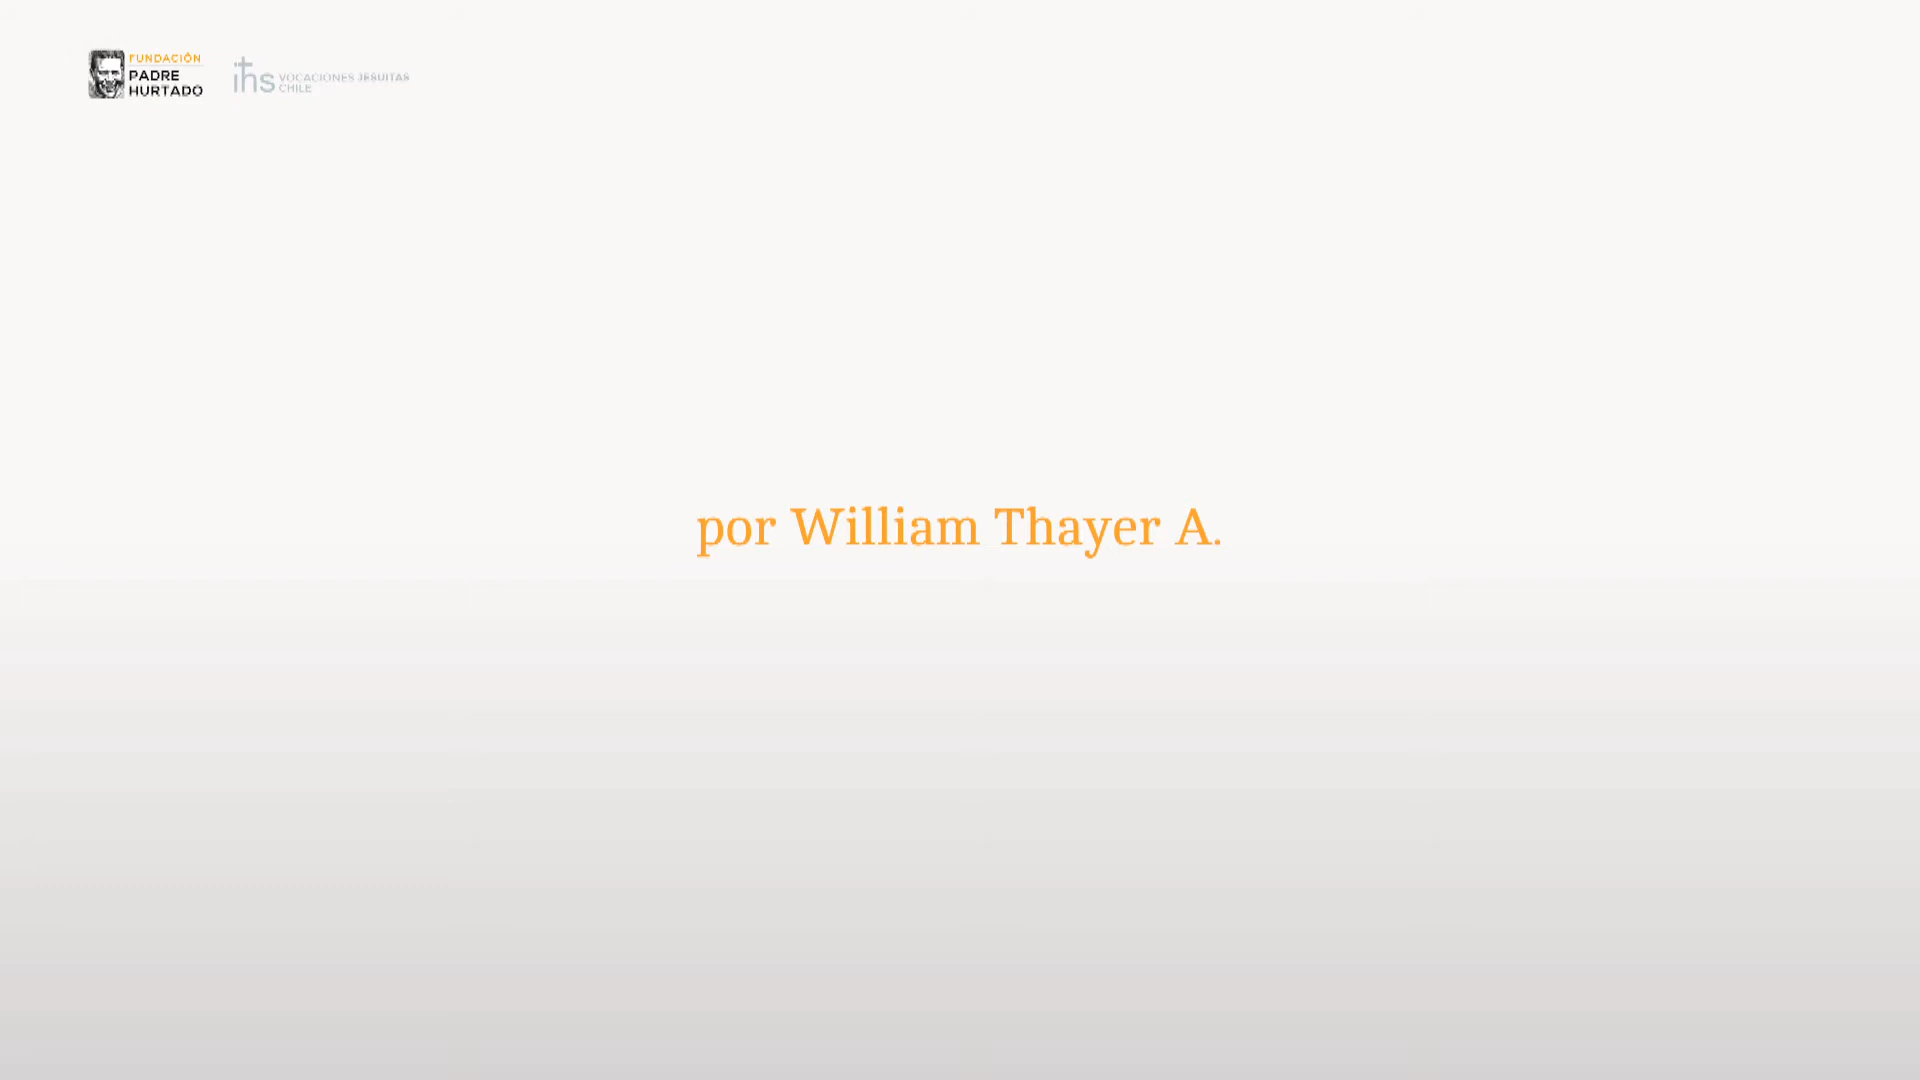 FUNDACIÓN
PADRE
HURTADO
ihs
VOCACIONES JESUITAS
CHILE
por William Thayer A.